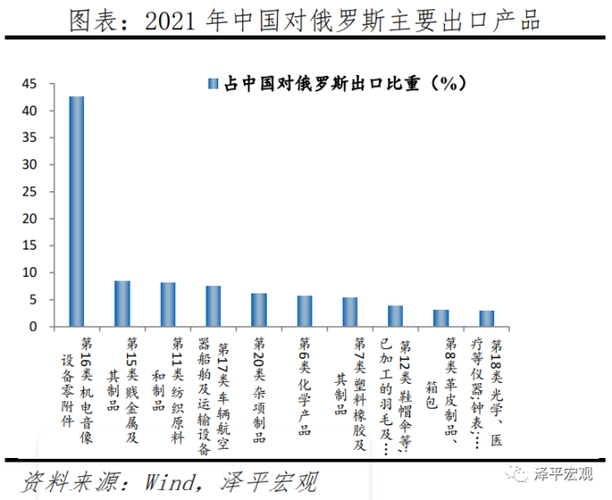 图表：2021 年中国对俄罗斯主要出口产品
占中国对俄罗斯出口比重（%）
45
40
35
30
25
20
15
10
5
0
第16类 机电音像
设备零附件
第15类 贱金属及
其制品
第11类 纺织原料
和制品
第17类 车辆航空
器船舶及运输设备
第20类 杂项制品
第6类 化学产品
第7类 塑料橡胶及
其制品
第12类 鞋帽伞等；
已加工的羽毛及…
第8类 革皮制品、
箱包
第18类 光学、医
疗等仪器；钟表；…
资料来源：Wind，泽平宏观
泽平宏观